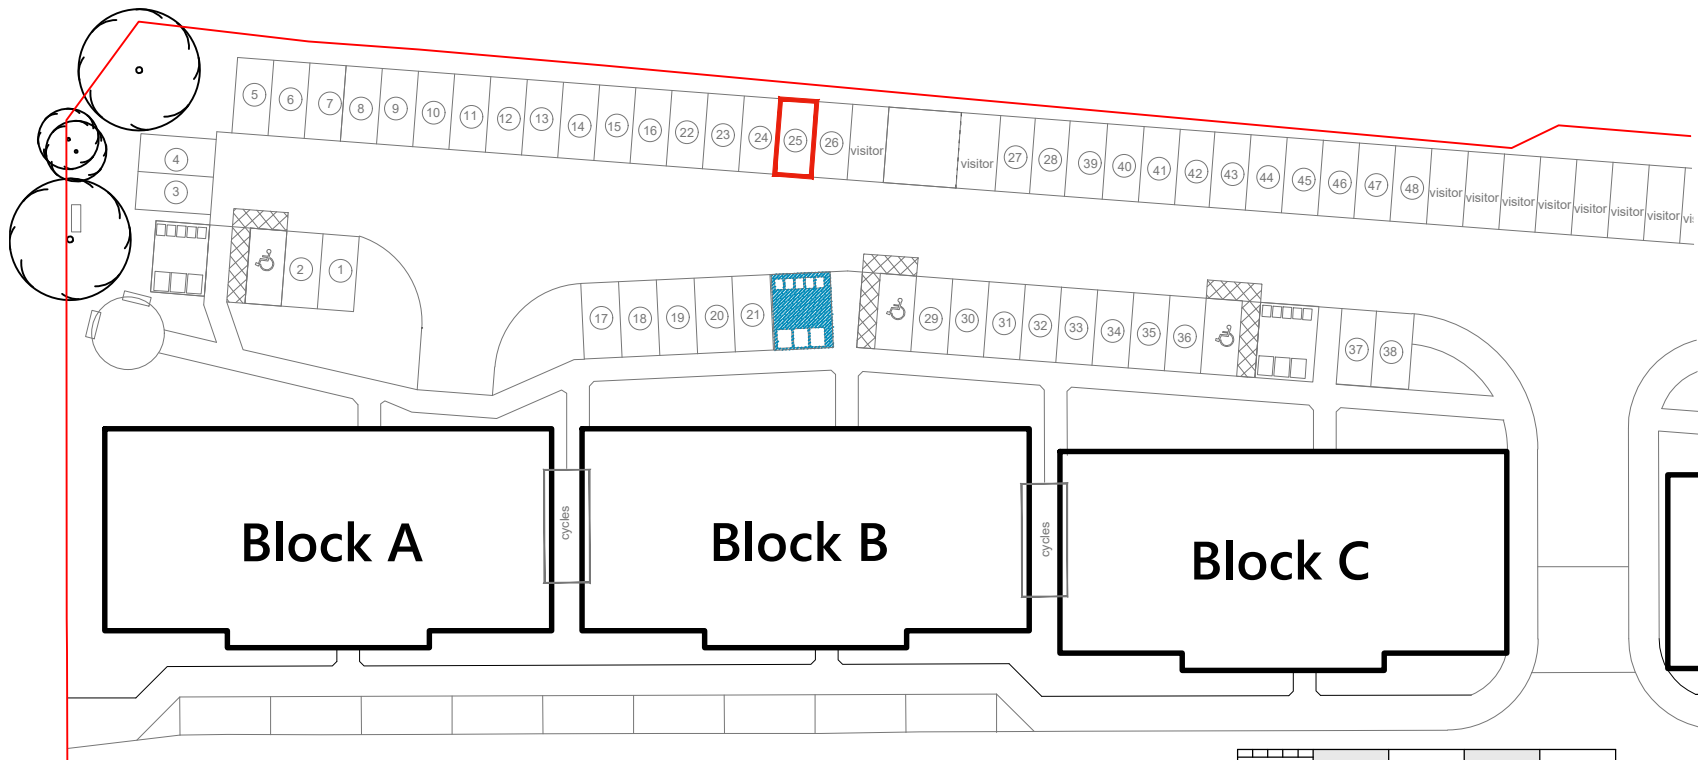 5 6 7 8 9 10 11 12 13 14 15 16 22 23 24 25 26 visitor visitor 27 28 39 40 41 42 43 44 45 46 47 48 visitor visitor visitor visitor visitor visitor visitor
4
3
2 1
17 18 19 20 21 29 30 31 32 33 34 35 36 37 38
cycles
cycles
Block A
Block B
Block C